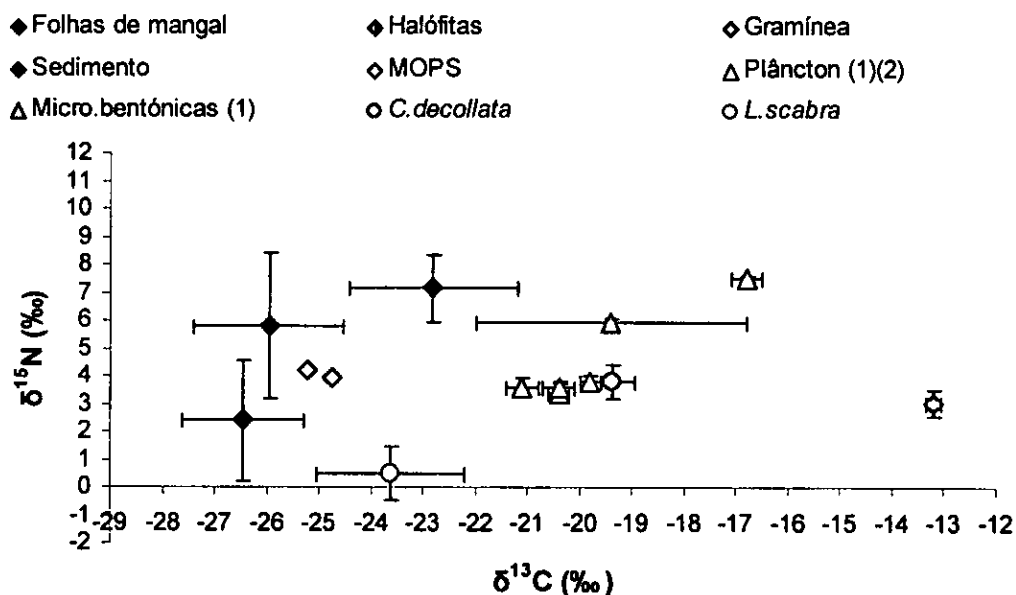 Folhas de mangal Halófitas Gramínea
Sedimento MOPS Plâncton (1)(2)
Micro.bentónicas (1) C.decollata L.scabra
12
11
10
9
8
7
6
5
4
3
2
1
0
-1
-2
δ15N (‰)
-29 -28 -27 -26 -25 -24 -23 -22 -21 -20 -19 -18 -17 -16 -15 -14 -13 -12
δ13C (‰)